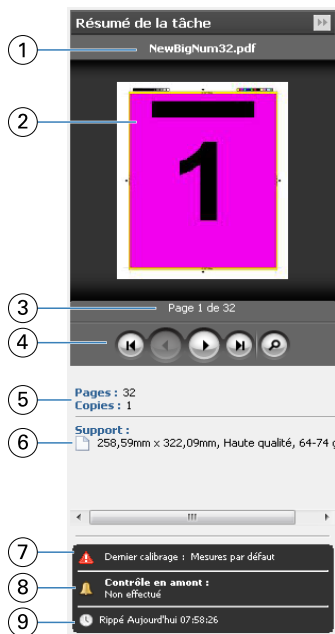 Résumé de la tâche
1 NewBigNum32.pdf
2
1
3 Page 1 de 32
4
5 Pages : 32
Copies : 1
Support :
6 258,59mm x 322,09mm, Haute qualité, 64-74 g
7 Dernier calibrage : Mesures par défaut
8 Contrôle en amont :
Non effectué
9 Rippé Aujourd'hui 07:58:26